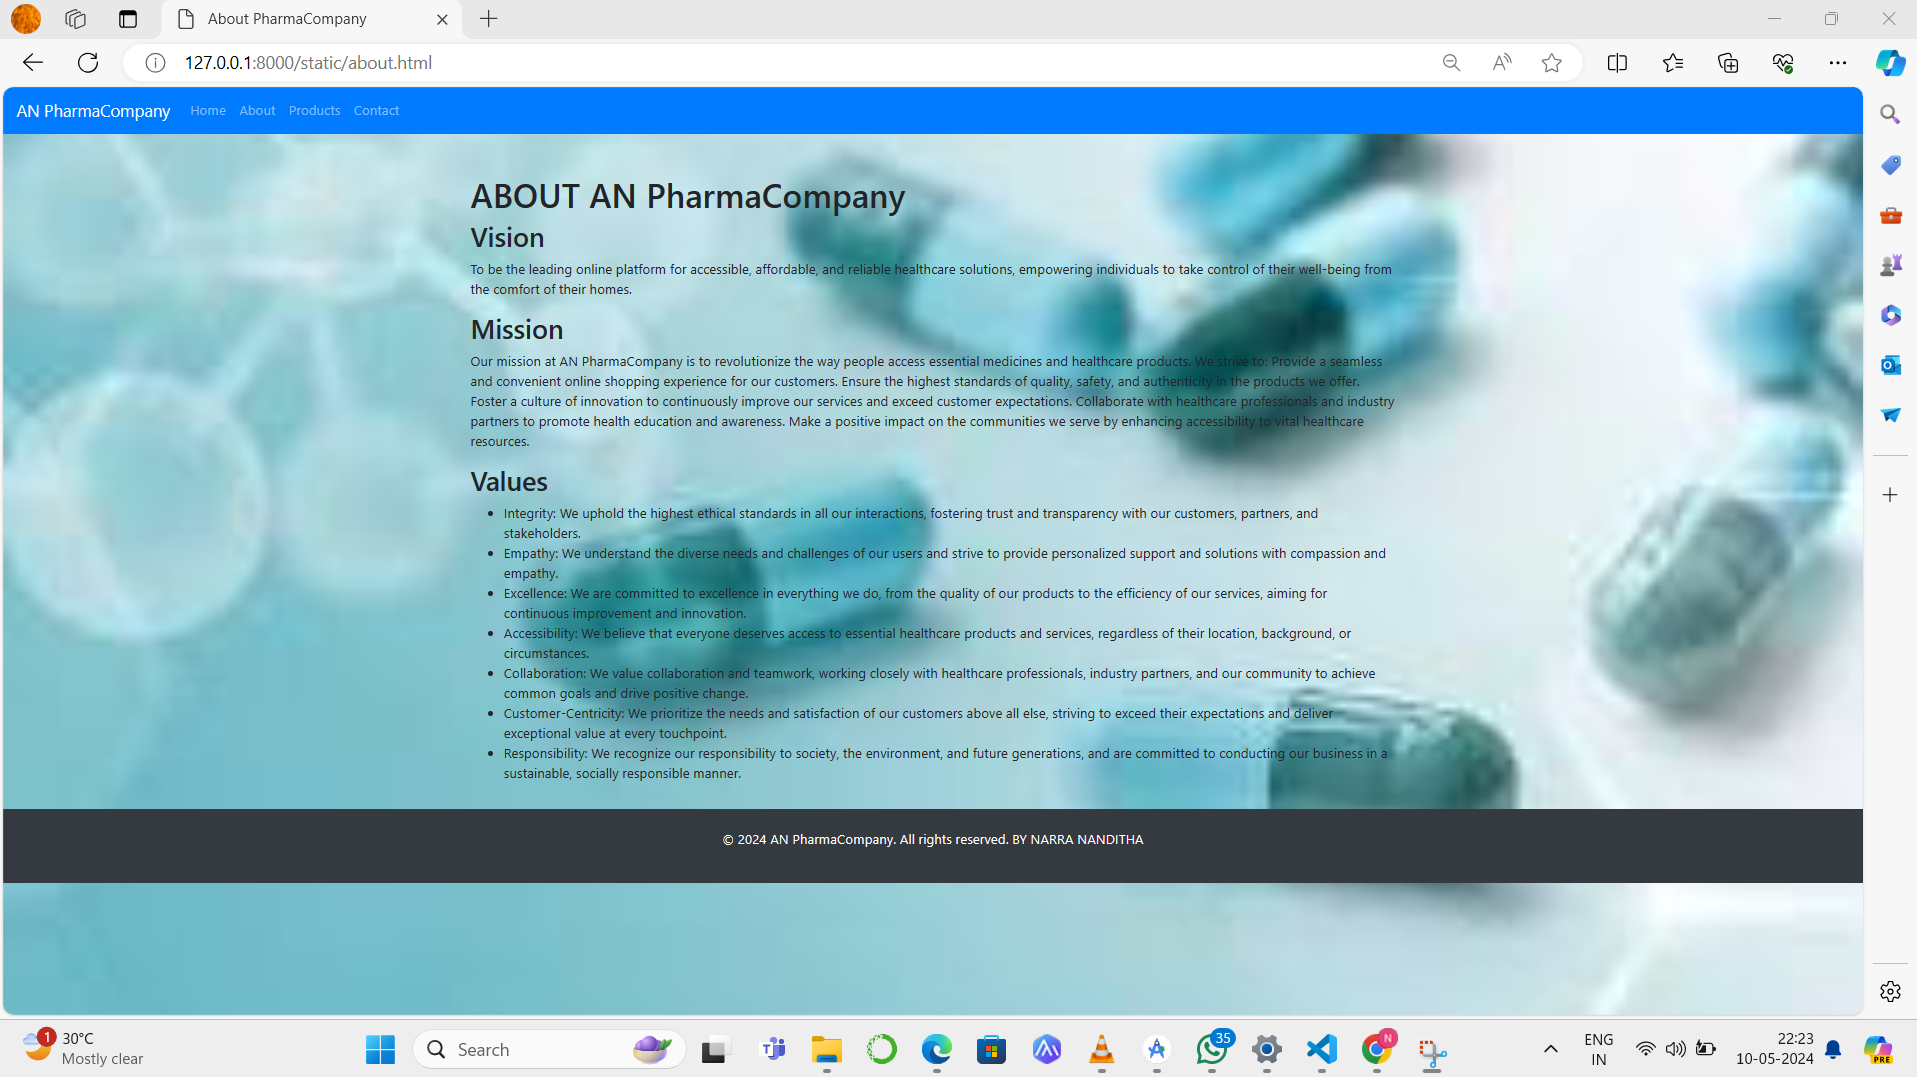 About PharmaCompany
127.0.0.1:8000/static/about.html
AN PharmaCompany Home About Products Contact
ABOUT AN PharmaCompany
Vision
To be the leading online platform for accessible, affordable, and reliable healthcare solutions, empowering individuals to take control of their well-being from
the comfort of their homes.
Mission
Our mission at AN PharmaCompany is to revolutionize the way people access essential medicines and healthcare products. We strive to: Provide a seamless
and convenient online shopping experience for our customers. Ensure the highest standards of quality, safety, and authenticity in the products we offer.
Foster a culture of innovation to continuously improve our services and exceed customer expectations. Collaborate with healthcare professionals and industry
partners to promote health education and awareness. Make a positive impact on the communities we serve by enhancing accessibility to vital healthcare
resources.
Values
• Integrity: We uphold the highest ethical standards in all our interactions, fostering trust and transparency with our customers, partners, and
stakeholders.
• Empathy: We understand the diverse needs and challenges of our users and strive to provide personalized support and solutions with compassion and
empathy.
• Excellence: We are committed to excellence in everything we do, from the quality of our products to the efficiency of our services, aiming for
continuous improvement and innovation.
• Accessibility: We believe that everyone deserves access to essential healthcare products and services, regardless of their location, background, or
circumstances.
• Collaboration: We value collaboration and teamwork, working closely with healthcare professionals, industry partners, and our community to achieve
common goals and drive positive change.
• Customer-Centricity: We prioritize the needs and satisfaction of our customers above all else, striving to exceed their expectations and deliver
exceptional value at every touchpoint.
• Responsibility: We recognize our responsibility to society, the environment, and future generations, and are committed to conducting our business in a
sustainable, socially responsible manner.
© 2024 AN PharmaCompany. All rights reserved. BY NARRA NANDITHA
1
30°C
Mostly clear
Search
35
N
ENG
IN
22:23
10-05-2024
PRE